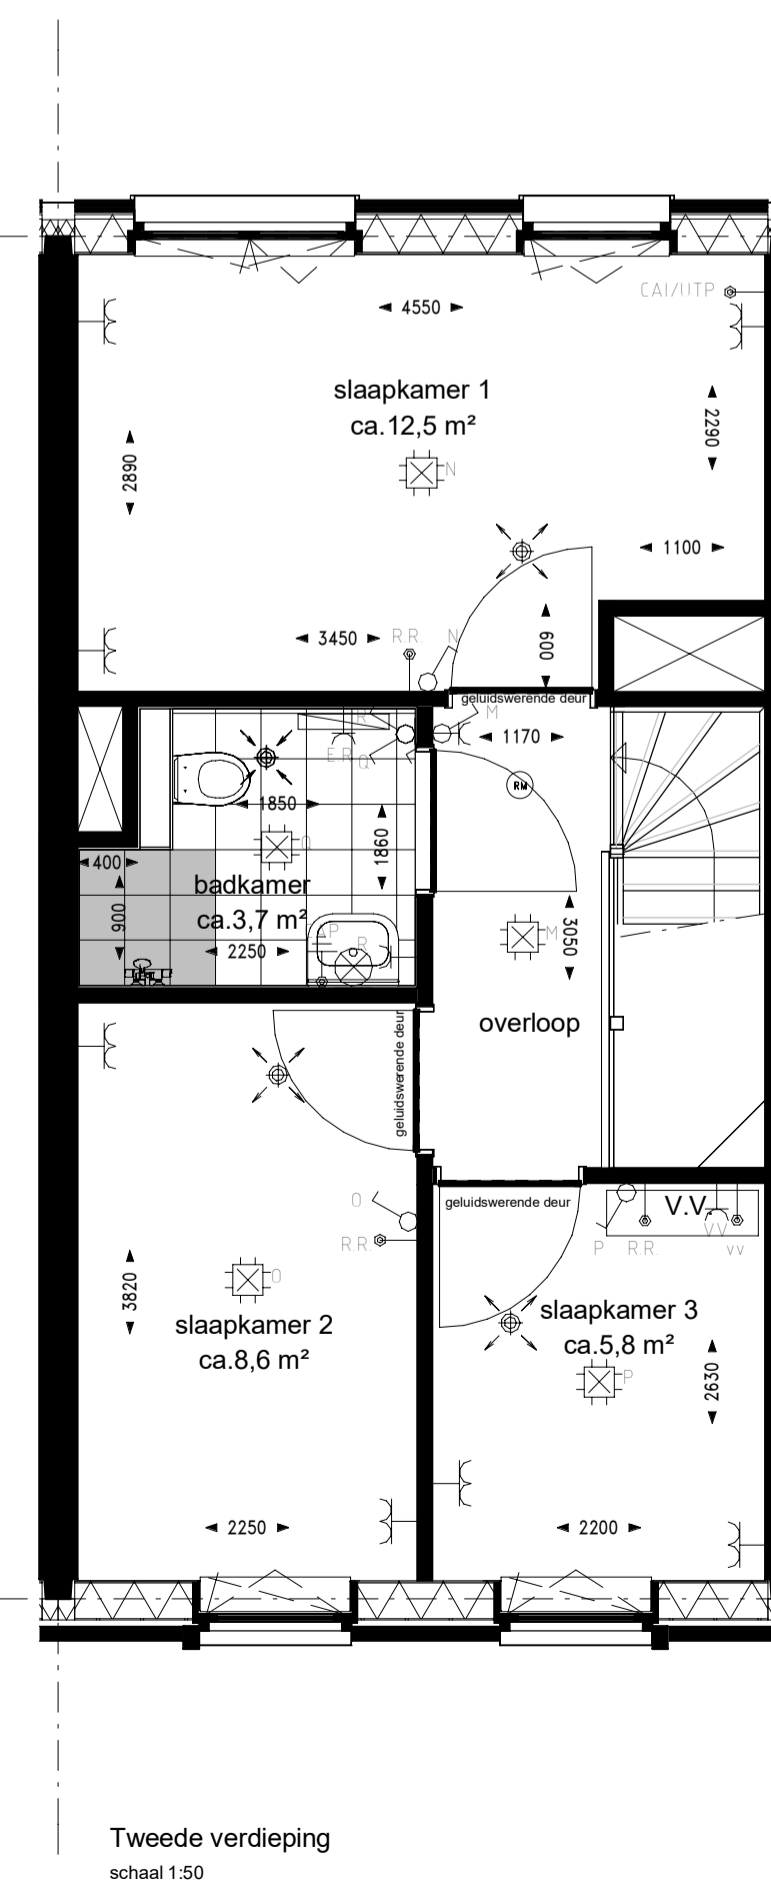 CAI/UTP
4550
slaapkamer 1
ca.12,5 m²
2290
2890
N
1100
3450
R.R.
N
600
geluidswerende deur
R
M
1170
E.R.
Q
RM
1850
Q
1860
400
badkamer
ca.3,7 m²
900
2250
AP
R
M
3050
overloop
geluidswerende deur
geluidswerende deur
V.V.
VV
O
R.R.
P
R.R.
vv
O
3820
slaapkamer 2
ca.8,6 m²
slaapkamer 3
ca.5,8 m²
P
2630
2250
2200
Tweede verdieping
schaal 1:50